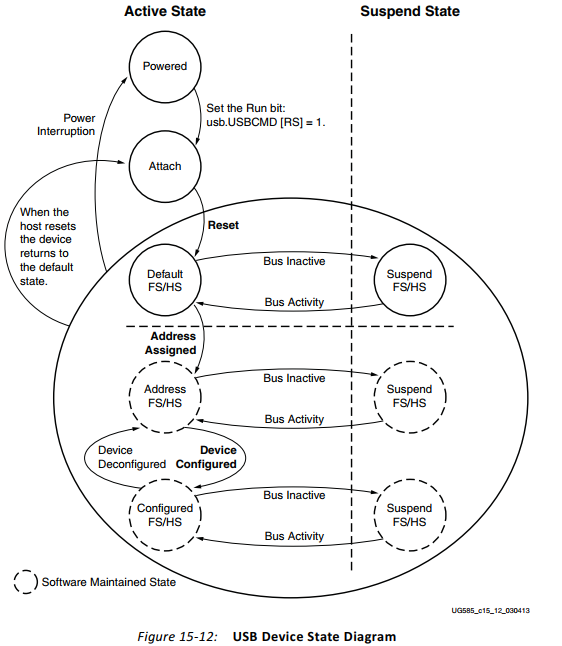 Active State
Suspend State
Powered
Set the Run bit:
usb.USBCMD [RS] = 1.
Power
Interruption
Attach
When the
host resets
the device
returns to
the default
state.
Reset
Default
FS/HS
Bus Inactive
Bus Activity
Suspend
FS/HS
Address
Assigned
Address
FS/HS
Bus Inactive
Bus Activity
Suspend
FS/HS
Device
Deconfigured
Device
Configured
Configured
FS/HS
Bus Inactive
Bus Activity
Suspend
FS/HS
Software Maintained State
UG585_c15_12_030413
Figure 15-12: USB Device State Diagram